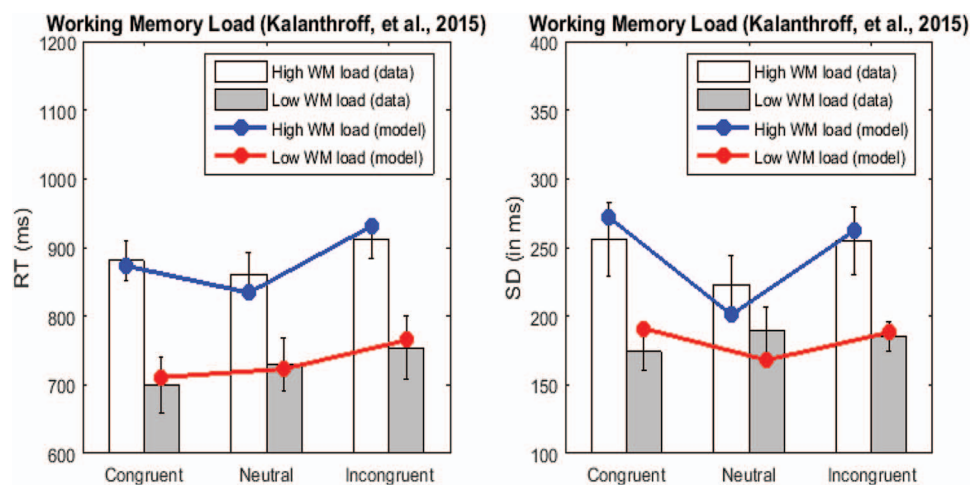 Working Memory Load (Kalanthroff, et al., 2015)
1200
1100
1000
900
800
700
600
RT (ms)
High WM load (data)
Low WM load (data)
High WM load (model)
Low WM load (model)
Congruent Neutral Incongruent
Working Memory Load (Kalanthroff, et al., 2015)
400
350
300
250
200
150
100
SD (in ms)
High WM load (data)
Low WM load (data)
High WM load (model)
Low WM load (model)
Congruent Neutral Incongruent